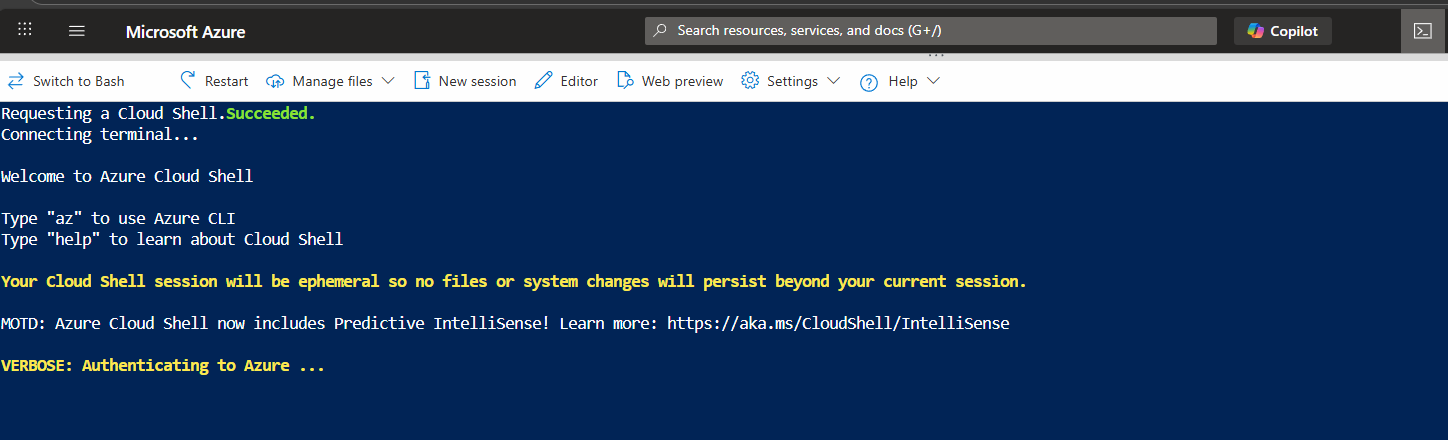 Microsoft Azure
Search resources, services, and docs (G+/)
Copilot
Switch to Bash
Restart
Manage files
New session
Editor
Web preview
Settings
Help
Requesting a Cloud Shell.Succeeded.
Connecting terminal...
Welcome to Azure Cloud Shell
Type "az" to use Azure CLI
Type "help" to learn about Cloud Shell
Your Cloud Shell session will be ephemeral so no files or system changes will persist beyond your current session.
MOTD: Azure Cloud Shell now includes Predictive IntelliSense! Learn more: https://aka.ms/CloudShell/IntelliSense
VERBOSE: Authenticating to Azure ...